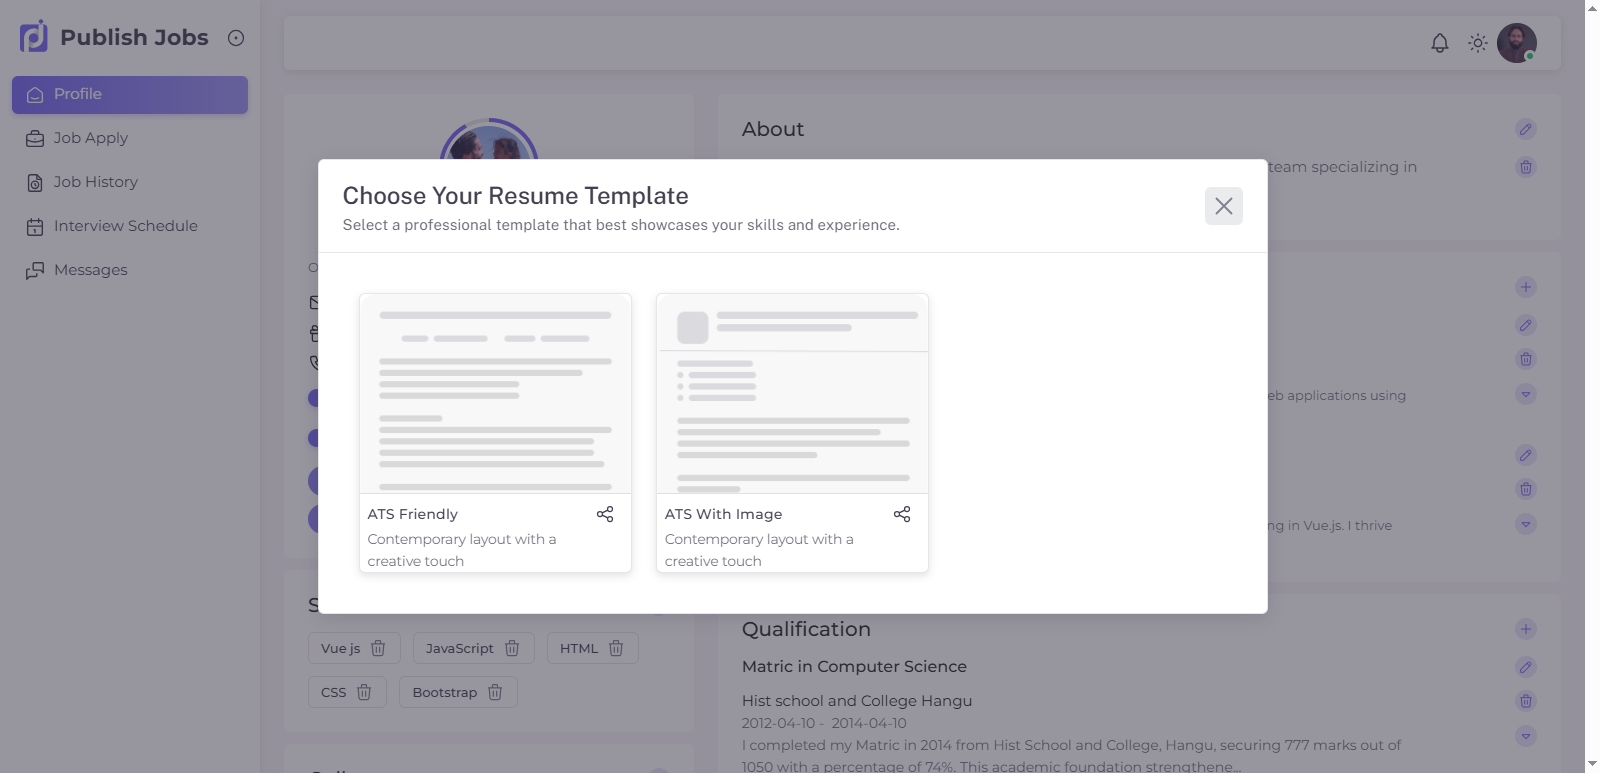 Publish Jobs
Profile
Job Apply
Job History
Interview Schedule
Messages
About
team specializing in
Choose Your Resume Template
Select a professional template that best showcases your skills and experience.
ATS Friendly
Contemporary layout with a
creative touch
ATS With Image
Contemporary layout with a
creative touch
eb applications using
ng in Vue.js. I thrive
Vue js
JavaScript
HTML
CSS
Bootstrap
Qualification
Matric in Computer Science
Hist school and College Hangu
2012-04-10 - 2014-04-10
I completed my Matric in 2014 from Hist School and College, Hangu, securing 777 marks out of
1050 with a percentage of 74%. This academic foundation strengthene...